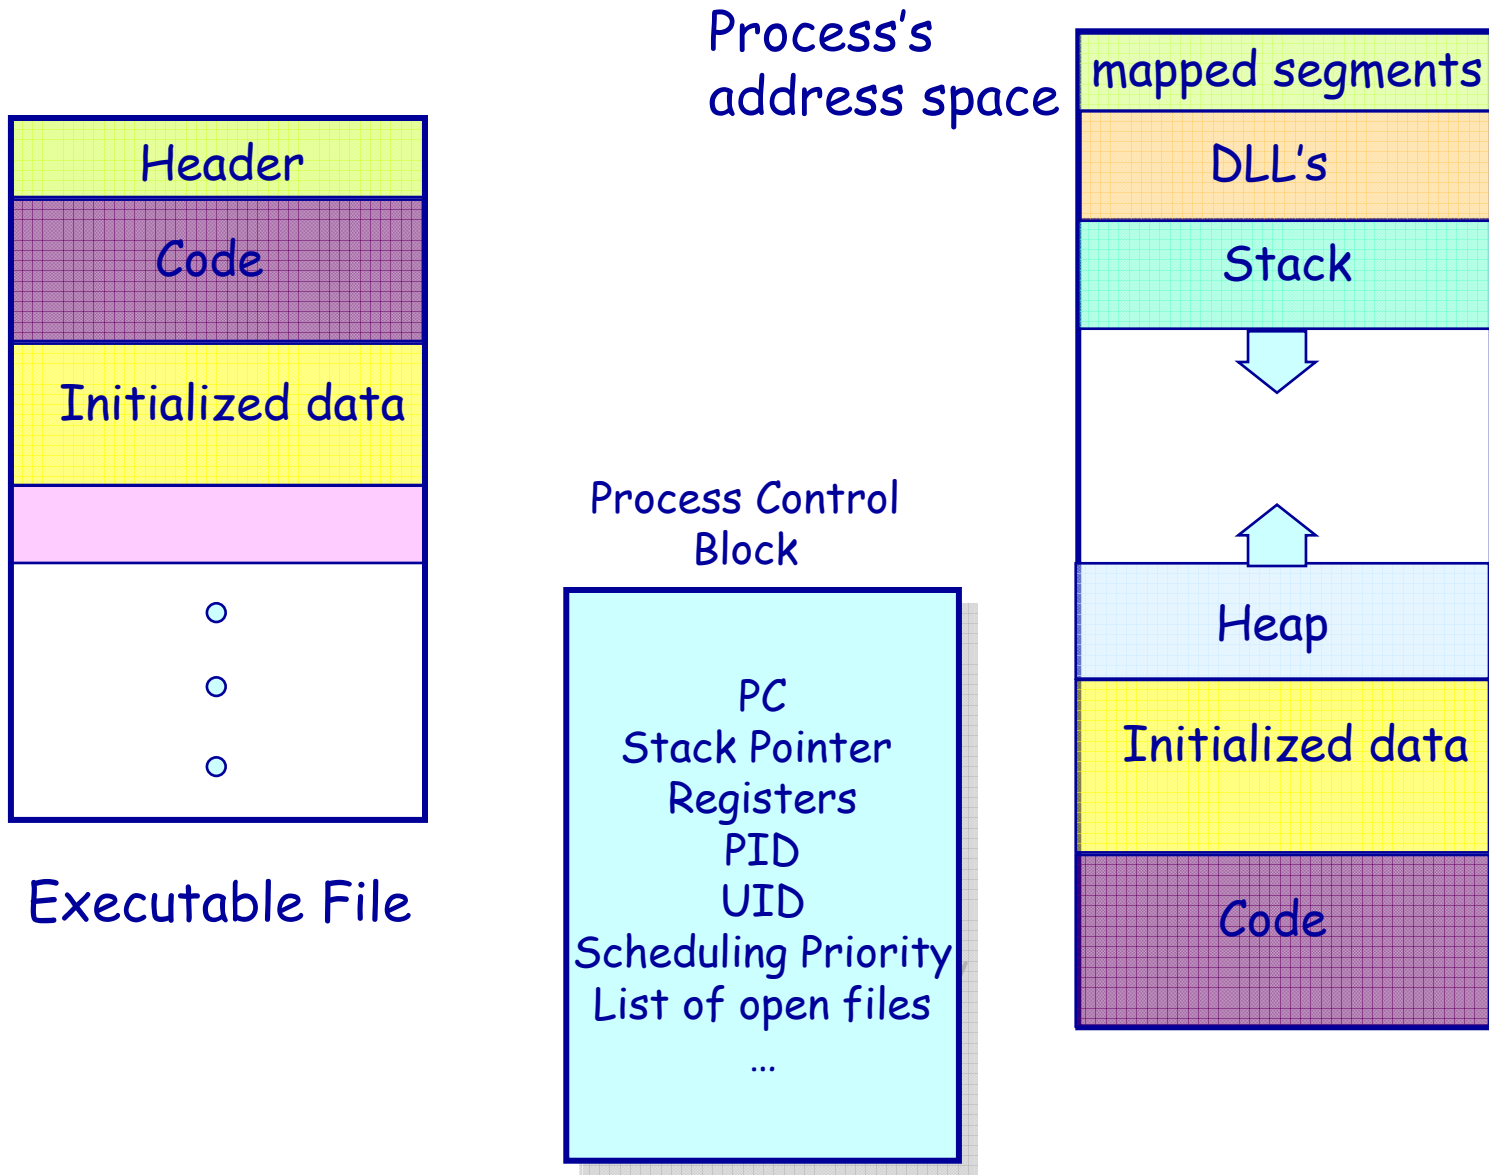 Process's
address space
mapped segments
DLL's
Stack
Heap
Initialized data
Code
Header
Code
Initialized data
Executable File
Process Control
Block
PC
Stack Pointer
Registers
PID
UID
Scheduling Priority
List of open files
...